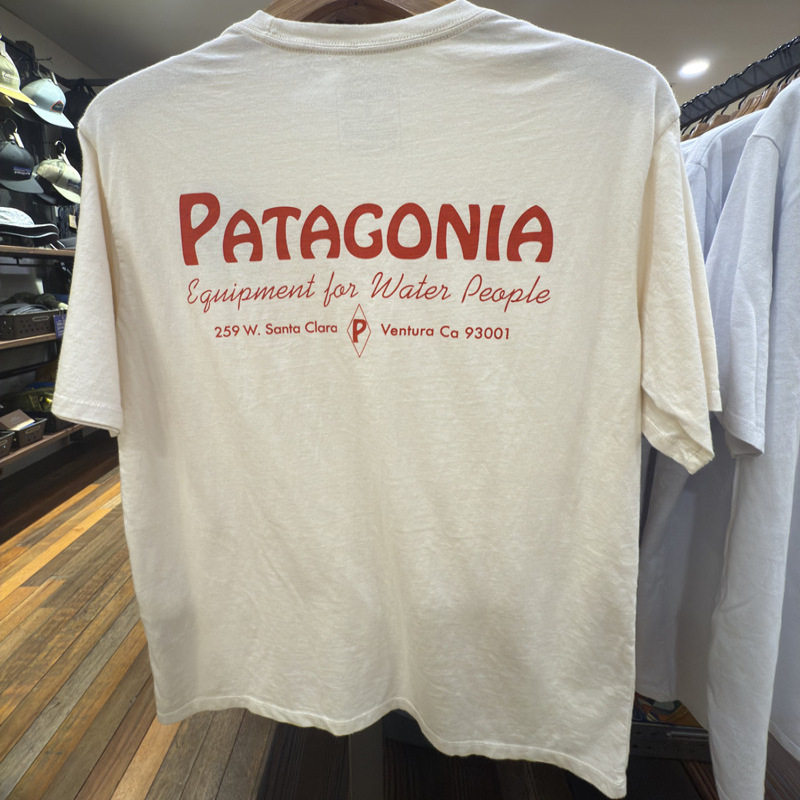 PATAGONIA
Equipment for Water People
259 W. Santa Clara P Ventura Ca 93001